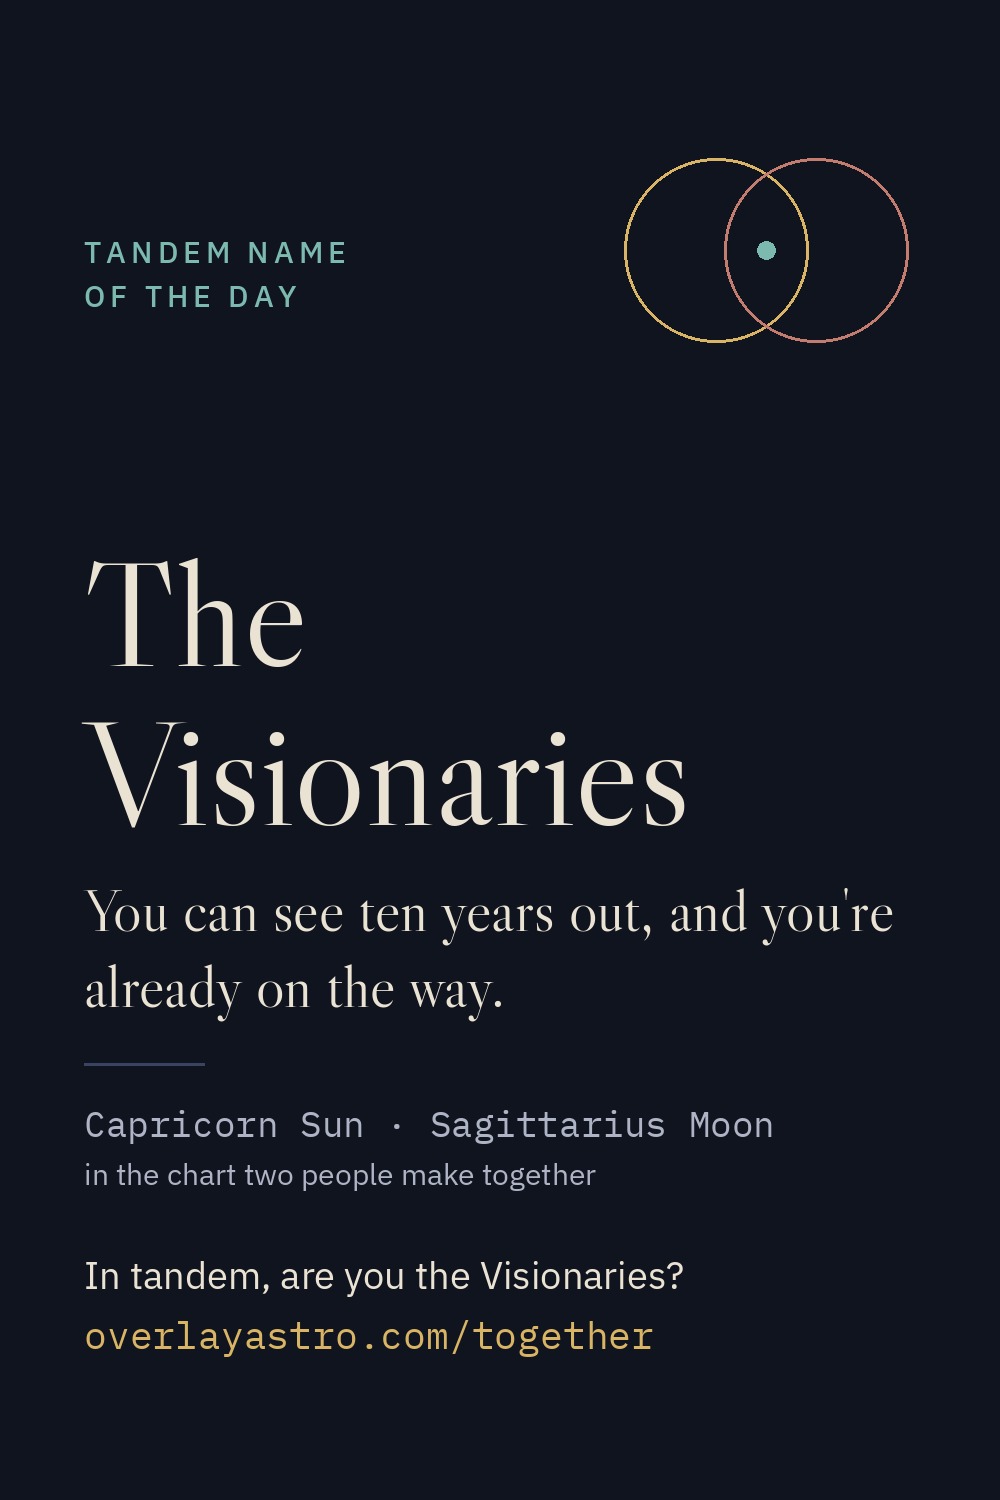 TANDEM NAME
OF THE DAY
The
Visionaries
You can see ten years out, and you're
already on the way.
Capricorn Sun · Sagittarius Moon
in the chart two people make together
In tandem, are you the Visionaries?
overlayastro.com/together